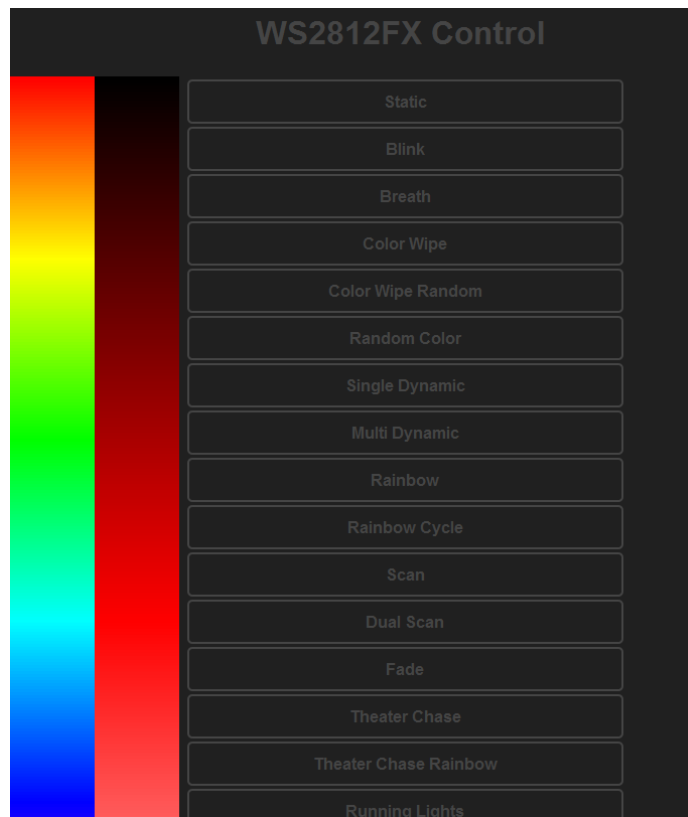 WS2812FX Control
Static
Blink
Breath
Color Wipe
Color Wipe Random
Random Color
Single Dynamic
Multi Dynamic
Rainbow
Rainbow Cycle
Scan
Dual Scan
Fade
Theater Chase
Theater Chase Rainbow
Running Lights